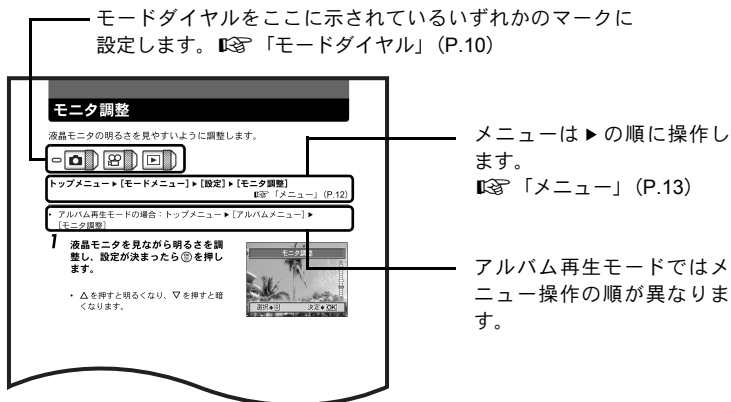 モードダイヤルをここに示されているいずれかのマークに
設定します。☞「モードダイヤル」(P.10)
モニタ調整
液晶モニタの明るさを見やすいように調整します。
トップメニュー▶[モードメニュー]▶[設定]▶[モニタ調整]
☞「メニュー」(P.12)
• アルバム再生モードの場合:トップメニュー▶[アルバムメニュー]▶
[モニタ調整]
1 液晶モニタを見ながら明るさを調
整し、設定が決まったら を押し
ます。
• △を押すと明るくなり、▽を押すと暗
くなります。
モニタ調整
選択 決定 OK
メニューは▶の順に操作し
ます。
☞「メニュー」(P.13)
アルバム再生モードではメ
ニュー操作の順が異なりま
す。